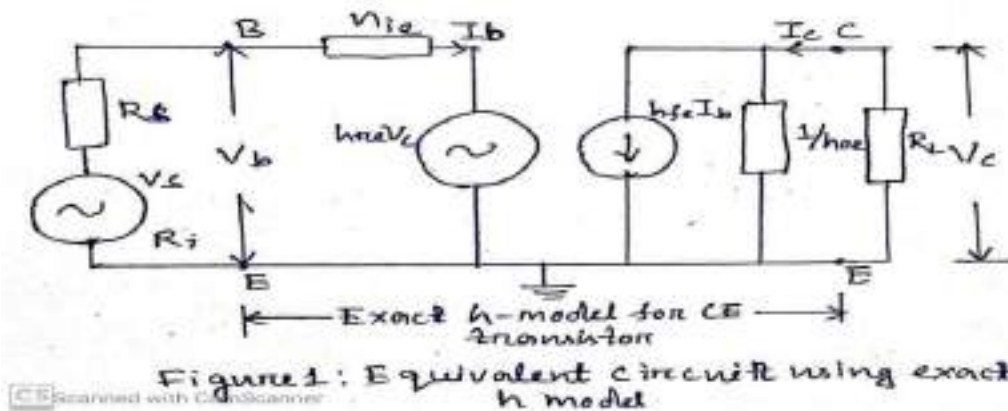 B
hie
Ib
Ic C
Rs
Vb
hreVc
hfeIb
1/hoe
RL
Vc
Vs
Ri
E
E
Exact h-model for CE
transistor
Figure 1: Equivalent circuit using exact
h model
CS Scanned with CamScanner